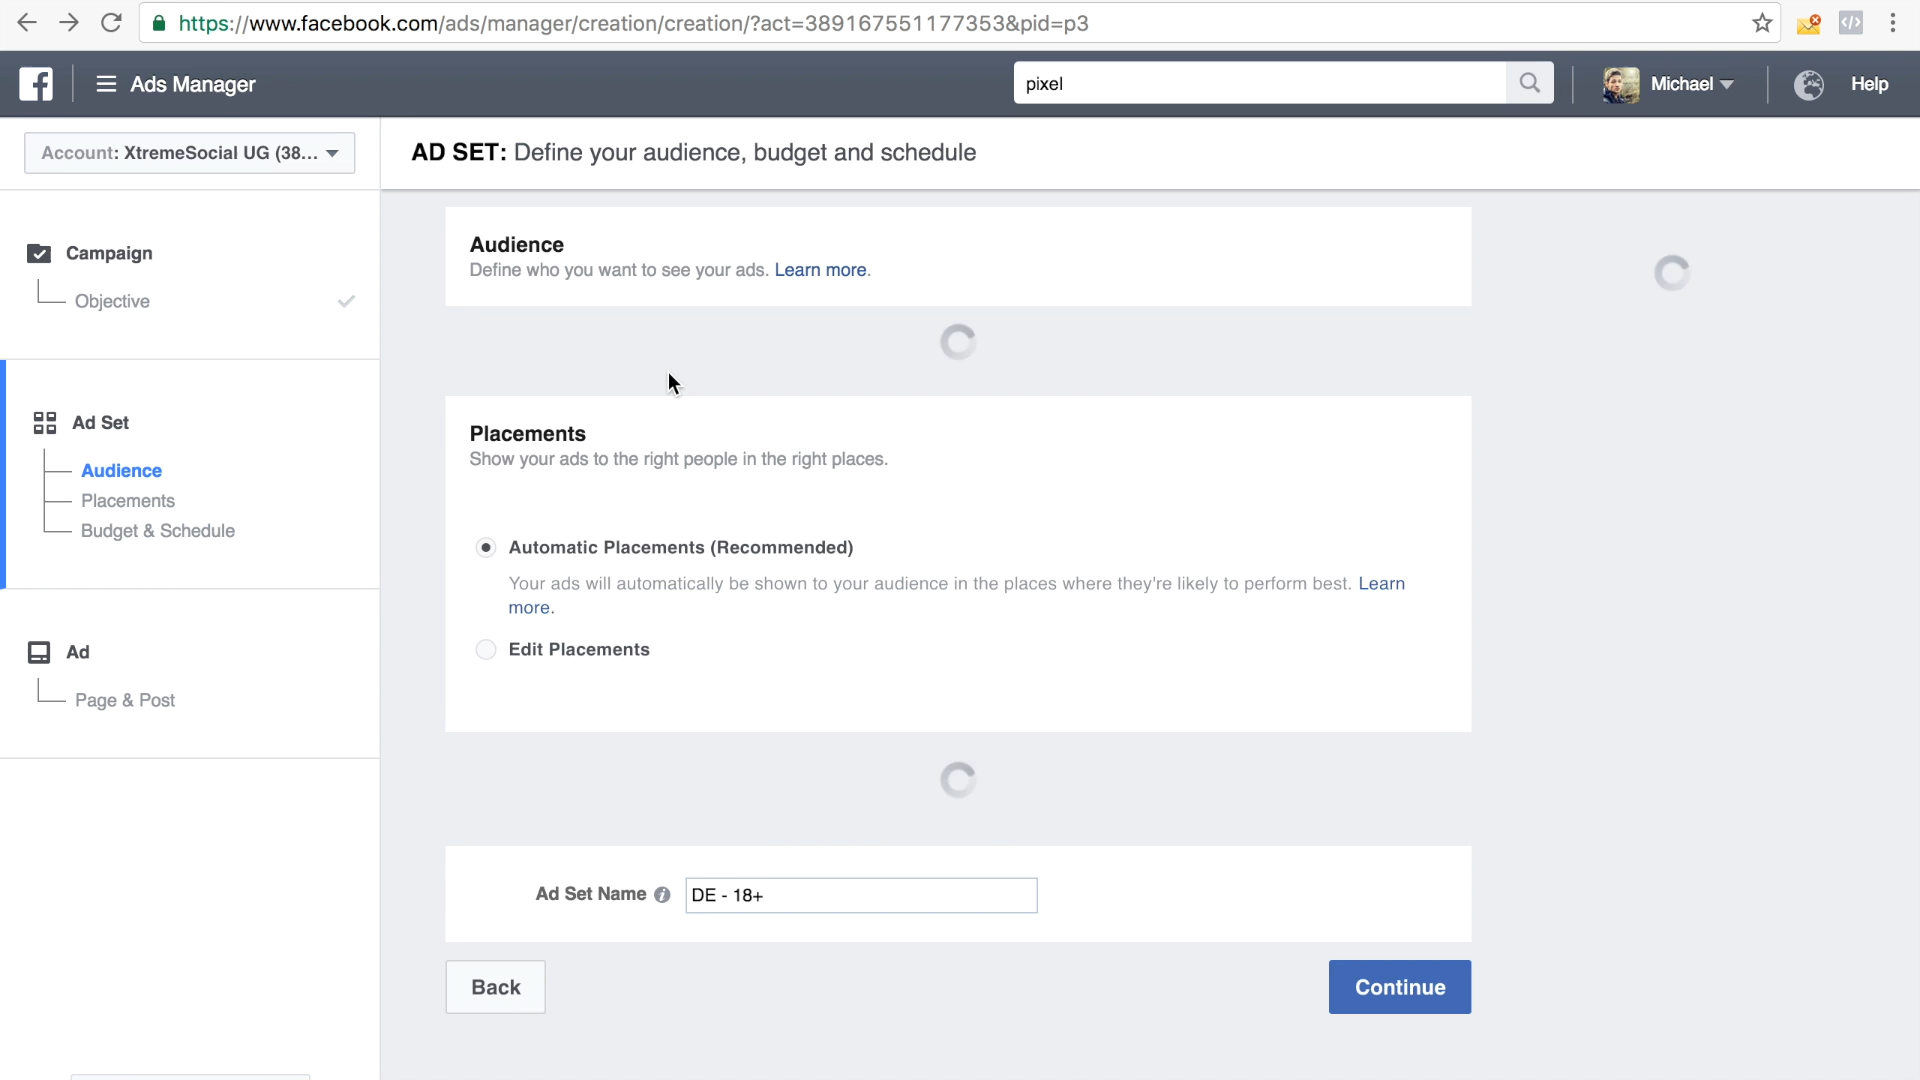 https://www.facebook.com/ads/manager/creation/creation/?act=389167551177353&pid=p3
Ads Manager
pixel
Michael
Help
Account: XtremeSocial UG (38...
AD SET: Define your audience, budget and schedule
Campaign
Objective
Ad Set
Audience
Placements
Budget & Schedule
Ad
Page & Post
Audience
Define who you want to see your ads. Learn more.
Placements
Show your ads to the right people in the right places.
Automatic Placements (Recommended)
Your ads will automatically be shown to your audience in the places where they're likely to perform best. Learn
more.
Edit Placements
Ad Set Name
DE - 18+
Back
Continue